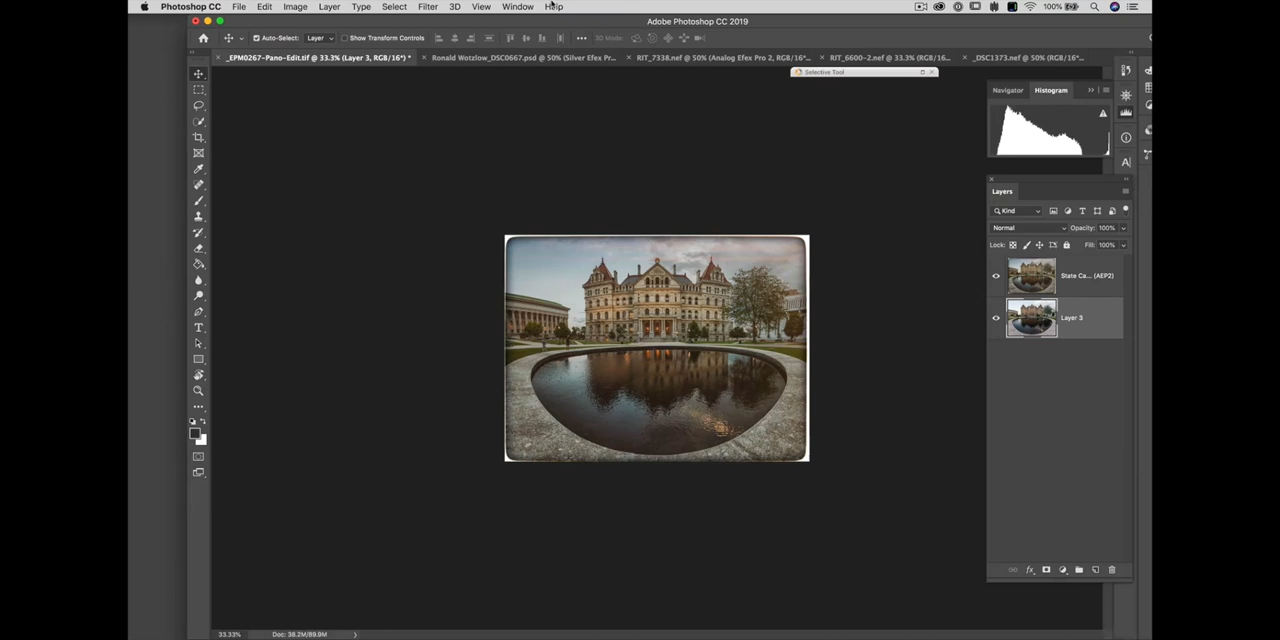 Photoshop CC File Edit Image Layer Type Select Filter 3D View Window Help 100%
Adobe Photoshop CC 2019
Auto-Select: Layer Show Transform Controls 3D Mode:
_EPM0267-Pano-Edit.tif @ 33.3% (Layer 3, RGB/16*) * Ronald Wotzlow_DSC0667.psd @ 50% (Silver Efex Pr... RIT_7338.nef @ 50% (Analog Efex Pro 2, RGB/16*... RIT_6600-2.nef @ 33.3% (RGB/16... _DSC1373.nef @ 50% (RGB/16*...
Selective Tool
Navigator Histogram
Layers
Kind
Normal Opacity: 100%
Lock: Fill: 100%
State Ca... (AEP2)
Layer 3
33.33% Doc: 38.2M/89.9M